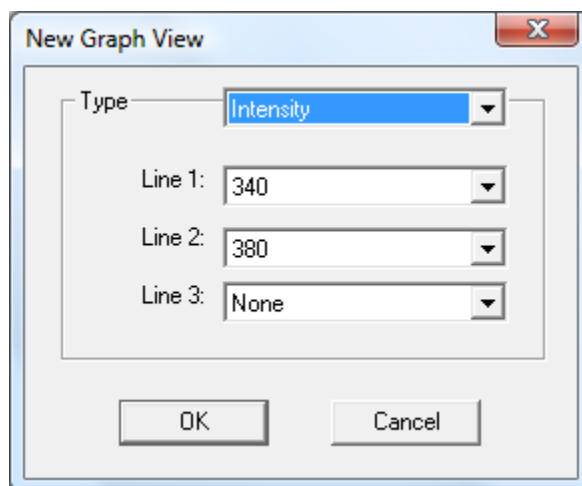 New Graph View
Type Intensity
Line 1: 340
Line 2: 380
Line 3: None
OK Cancel